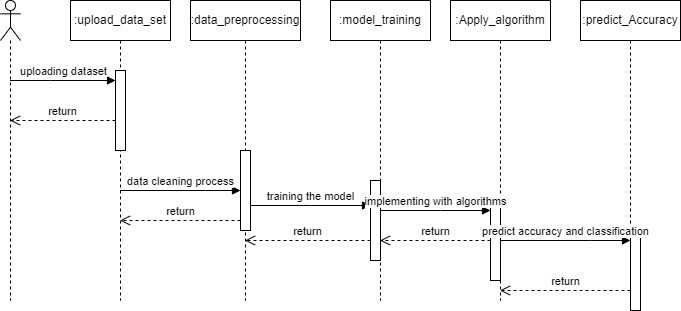 :upload_data_set
:data_preprocessing
:model_training
:Apply_algorithm
:predict_Accuracy
uploading dataset
return
data cleaning process
return
training the model
implementing with algorithms
return
return
predict accuracy and classification
return